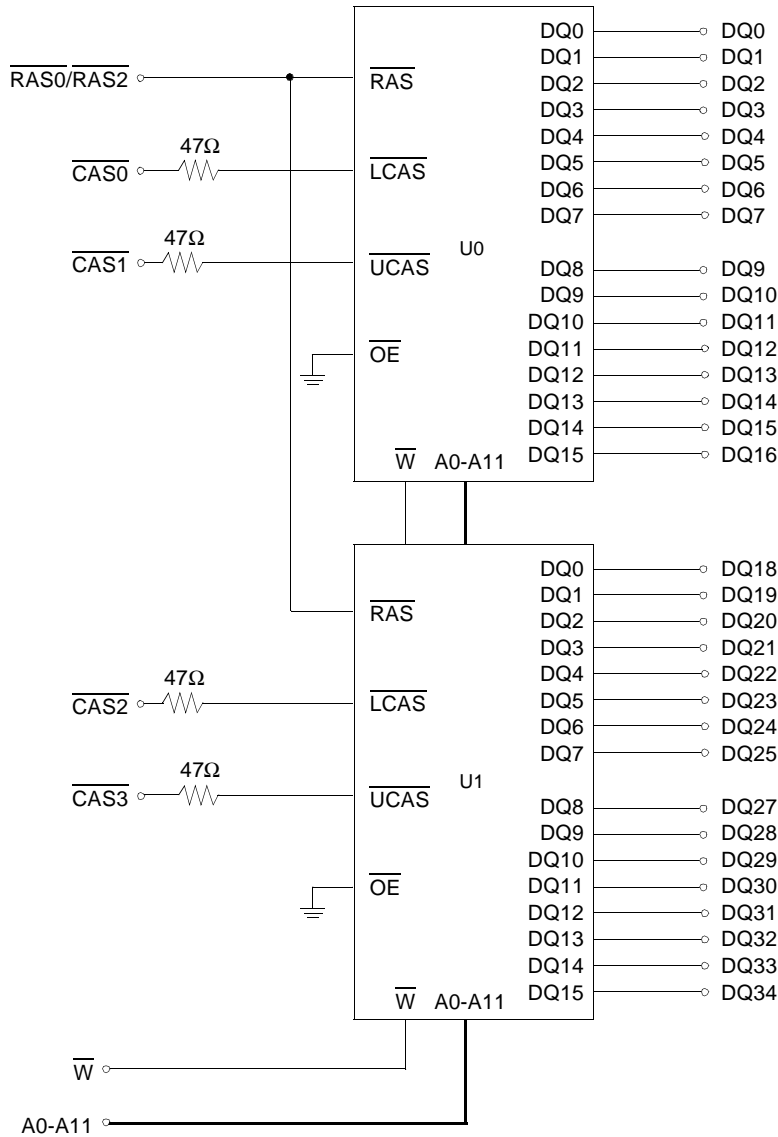 DQ0 DQ0
DQ1 DQ1
RAS0/RAS2 RAS DQ2 DQ2
DQ3 DQ3
47Ω DQ4 DQ4
CAS0 LCAS DQ5 DQ5
DQ6 DQ6
DQ7 DQ7
47Ω U0
CAS1 UCAS DQ8 DQ9
DQ9 DQ10
DQ10 DQ11
OE DQ11 DQ12
DQ12 DQ13
DQ13 DQ14
DQ14 DQ15
W A0-A11 DQ15 DQ16
DQ0 DQ18
DQ1 DQ19
RAS DQ2 DQ20
DQ3 DQ21
47Ω DQ4 DQ22
CAS2 LCAS DQ5 DQ23
DQ6 DQ24
DQ7 DQ25
47Ω U1
CAS3 UCAS DQ8 DQ27
DQ9 DQ28
DQ10 DQ29
OE DQ11 DQ30
DQ12 DQ31
DQ13 DQ32
DQ14 DQ33
W A0-A11 DQ15 DQ34
W
A0-A11